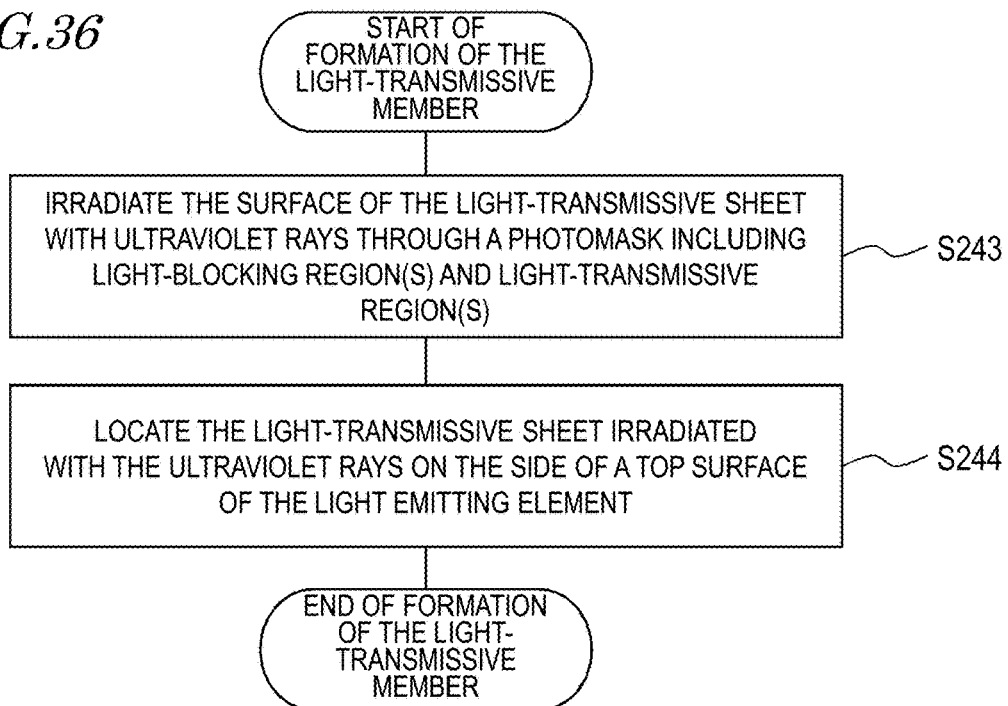 G.36
START OF
FORMATION OF THE
LIGHT-TRANSMISSIVE
MEMBER
IRRADIATE THE SURFACE OF THE LIGHT-TRANSMISSIVE SHEET
WITH ULTRAVIOLET RAYS THROUGH A PHOTOMASK INCLUDING
LIGHT-BLOCKING REGION(S) AND LIGHT-TRANSMISSIVE
REGION(S)
S243
LOCATE THE LIGHT-TRANSMISSIVE SHEET IRRADIATED
WITH THE ULTRAVIOLET RAYS ON THE SIDE OF A TOP SURFACE
OF THE LIGHT EMITTING ELEMENT
S244
END OF FORMATION
OF THE LIGHT-
TRANSMISSIVE
MEMBER